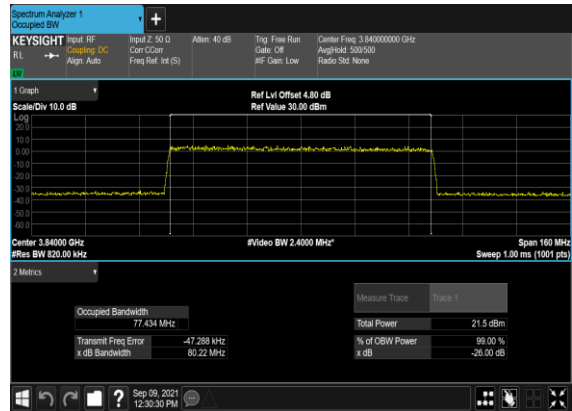 Spectrum Analyzer 1
Occupied BW
KEYSIGHT Input: RF Input Z: 50 Ω Atten: 40 dB Trig: Free Run Center Freq: 3.840000000 GHz
RL Coupling: DC Corr CCorr Gate: Off Avg|Hold: 500/500
Align: Auto Freq Ref: Int (S) #IF Gain: Low Radio Std: None
1 Graph
Scale/Div 10.0 dB
Ref Lvl Offset 4.80 dB
Ref Value 30.00 dBm
Log
20.0
10.0
0.00
-10.0
-20.0
-30.0
-40.0
-50.0
-60.0
Center 3.84000 GHz #Video BW 2.4000 MHz* Span 160 MHz
#Res BW 820.00 kHz Sweep 1.00 ms (1001 pts)
2 Metrics
Measure Trace Trace 1
Occupied Bandwidth
77.434 MHz
Total Power 21.5 dBm
Transmit Freq Error -47.288 kHz % of OBW Power 99.00 %
x dB Bandwidth 80.22 MHz x dB -26.00 dB
? Sep 09, 2021
12:30:30 PM